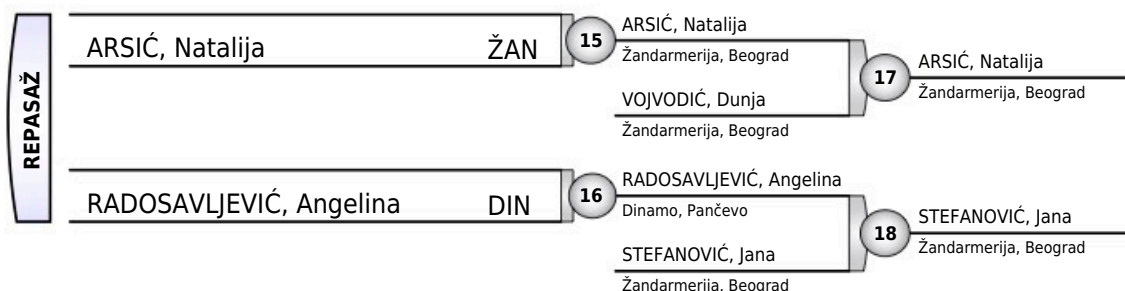 REPASAŽ
ARSIĆ, Natalija ŽAN
15
ARSIĆ, Natalija
Žandarmerija, Beograd
VOJVODIĆ, Dunja
Žandarmerija, Beograd
17
ARSIĆ, Natalija
Žandarmerija, Beograd
RADOSAVLJEVIĆ, Angelina DIN
16
RADOSAVLJEVIĆ, Angelina
Dinamo, Pančevo
STEFANOVIĆ, Jana
Žandarmerija, Beograd
18
STEFANOVIĆ, Jana
Žandarmerija, Beograd